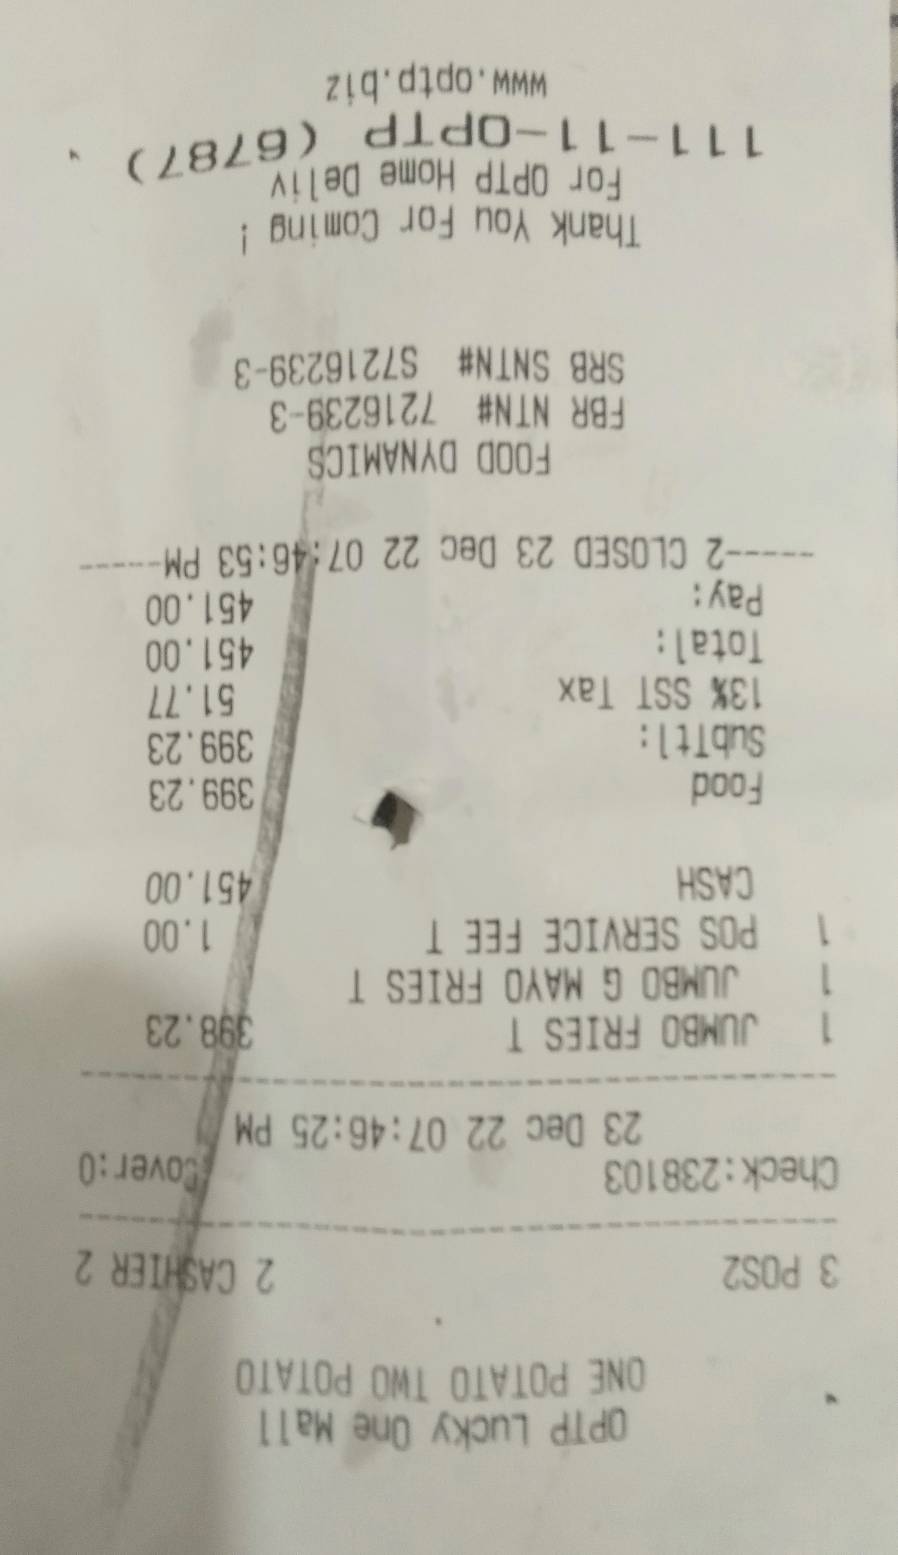 OPTP Lucky One Mall
ONE POTATO TWO POTATO
3 POS2 2 CASHIER 2
Check:238103 Cover:0
23 Dec 22 07:46:25 PM
1 JUMBO FRIES T 398.23
1 JUMBO G MAYO FRIES T
1 POS SERVICE FEE T 1.00
CASH 451.00
Food 399.23
SubTtl: 399.23
13% SST Tax 51.77
Total: 451.00
Pay: 451.00
-----2 CLOSED 23 Dec 22 07:46:53 PM-----
FOOD DYNAMICS
FBR NTN# 7216239-3
SRB SNTN# S7216239-3
Thank You For Coming !
For OPTP Home Deliv
111-11-OPTP (6787)
www.optp.biz